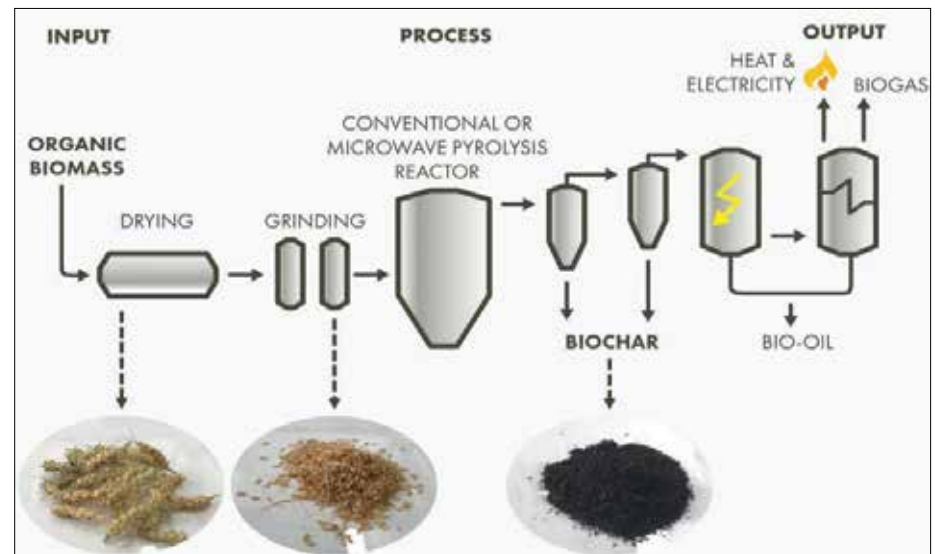 INPUT
PROCESS
OUTPUT
HEAT &
ELECTRICITY
BIOGAS
ORGANIC
BIOMASS
CONVENTIONAL OR
MICROWAVE PYROLYSIS
REACTOR
DRYING
GRINDING
BIOCHAR
BIO-OIL